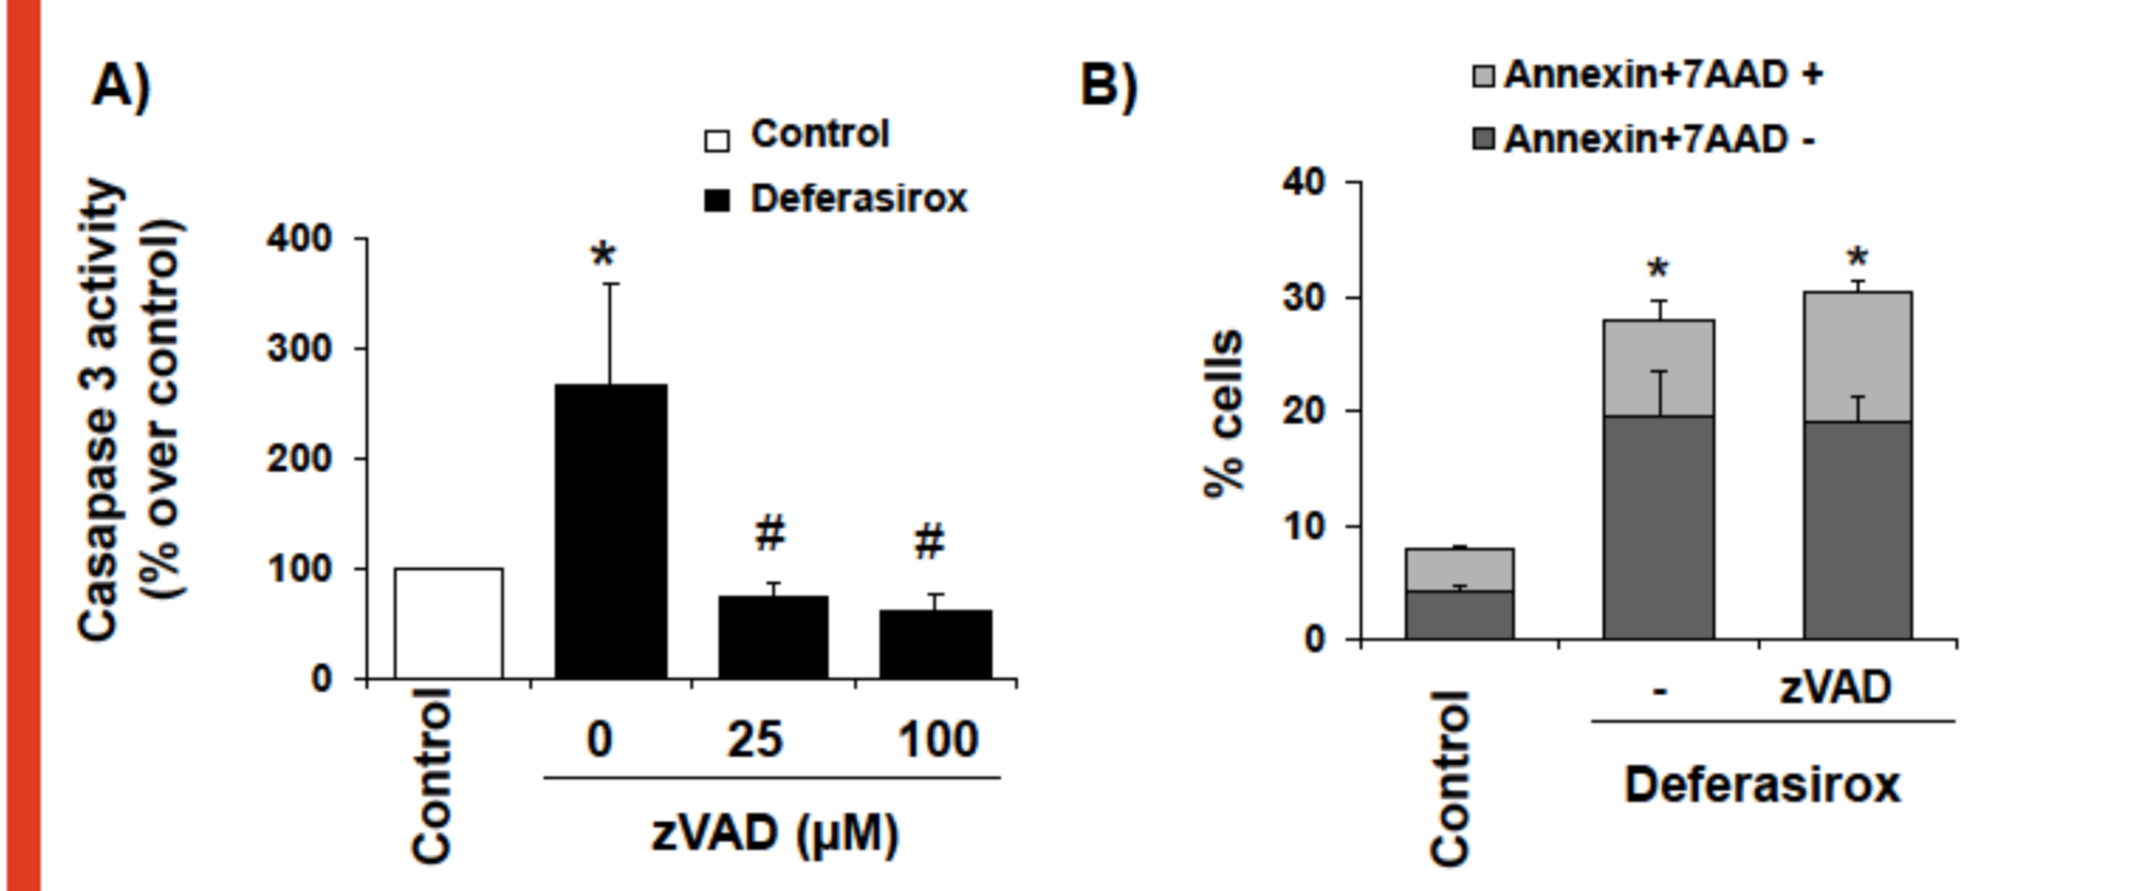 A)
Control
Deferasirox
Casapase 3 activity
(% over control)
400
300
200
100
0
*
#
#
Control
0 25 100
zVAD (µM)
B)
Annexin+7AAD +
Annexin+7AAD -
% cells
40
30
20
10
0
*
*
Control
- zVAD
Deferasirox